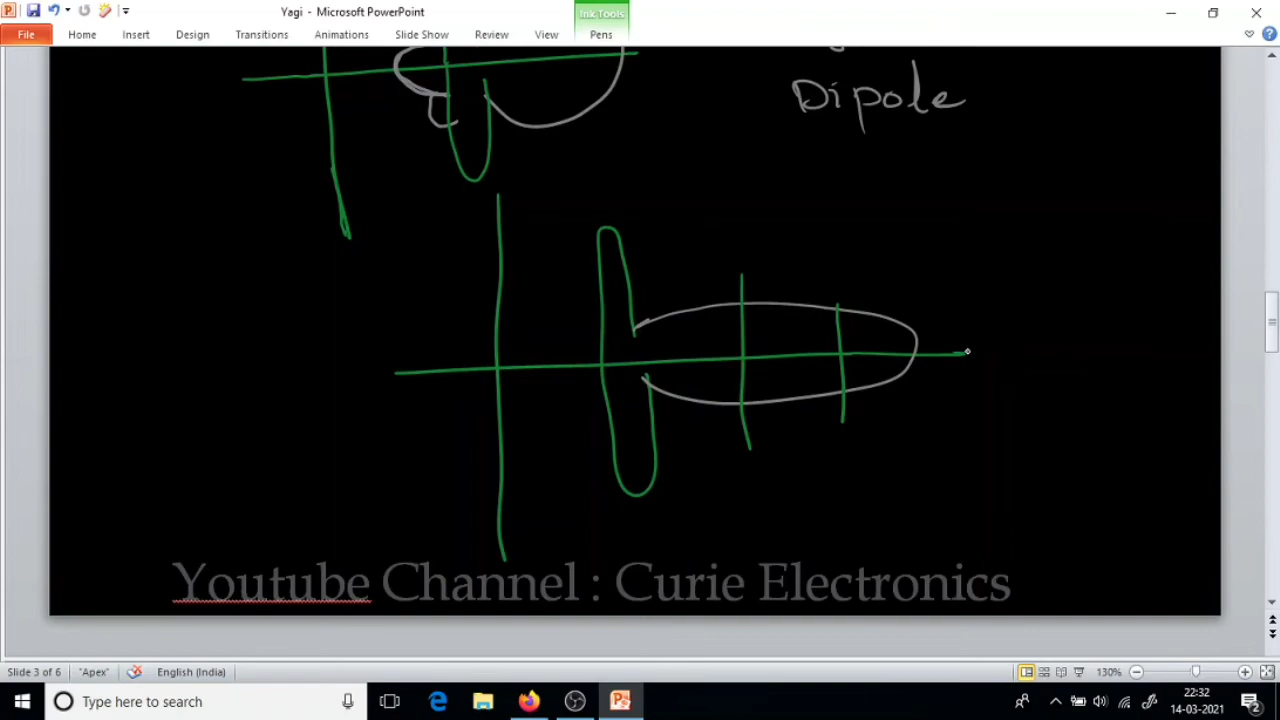 Yagi - Microsoft PowerPoint
Ink Tools
File Home Insert Design Transitions Animations Slide Show Review View Pens
Dipole
Youtube Channel : Curie Electronics
Slide 3 of 6 "Apex" English (India) 130%
Type here to search
22:32
14-03-2021
2